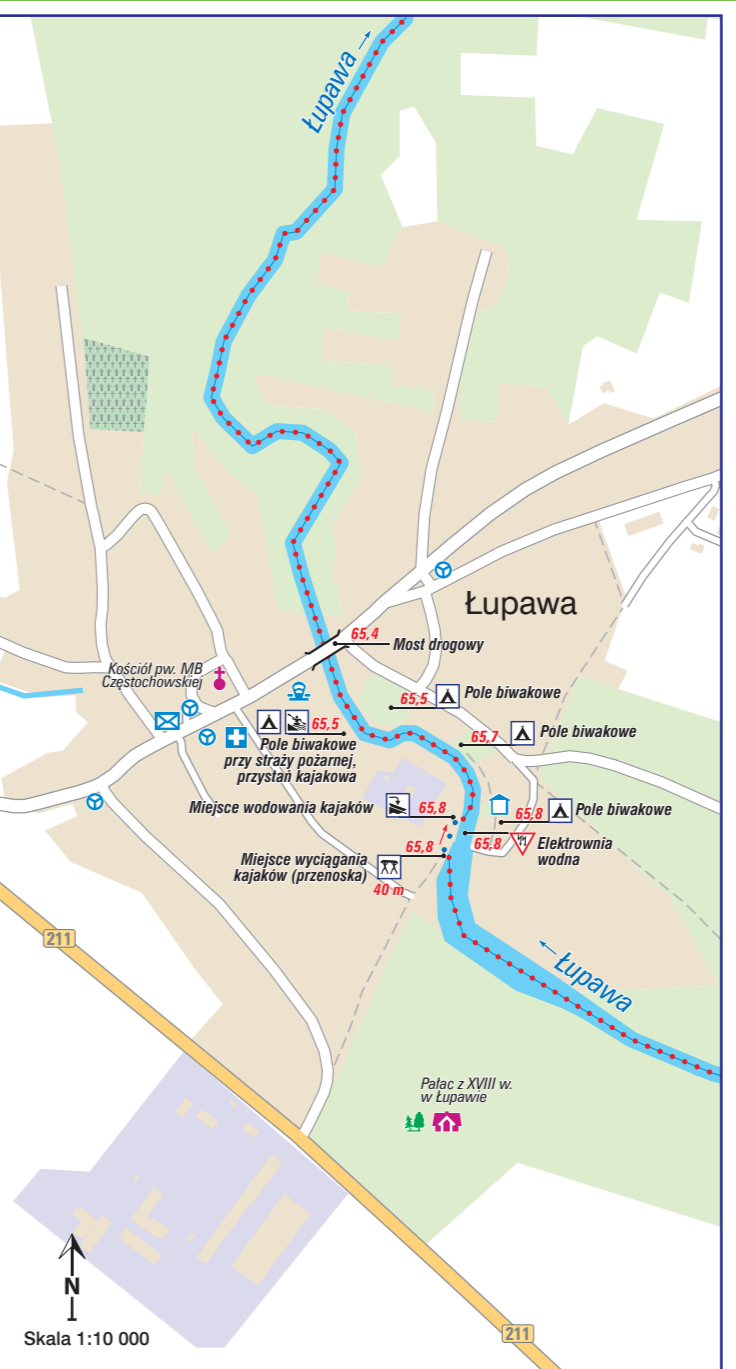 Łupawa
Łupawa
65,4
Most drogowy
Kościół pw. MB
Częstochowskiej
65,5
Pole biwakowe
65,5
Pole biwakowe
przy straży pożarnej,
przystań kajakowa
65,7
Pole biwakowe
Miejsce wodowania kajaków
65,8
65,8
Pole biwakowe
65,8
Elektrownia
wodna
Miejsce wyciągania
kajaków (przenoska)
65,8
40 m
211
Łupawa
Pałac z XVIII w.
w Łupawie
N
Skala 1:10 000
211